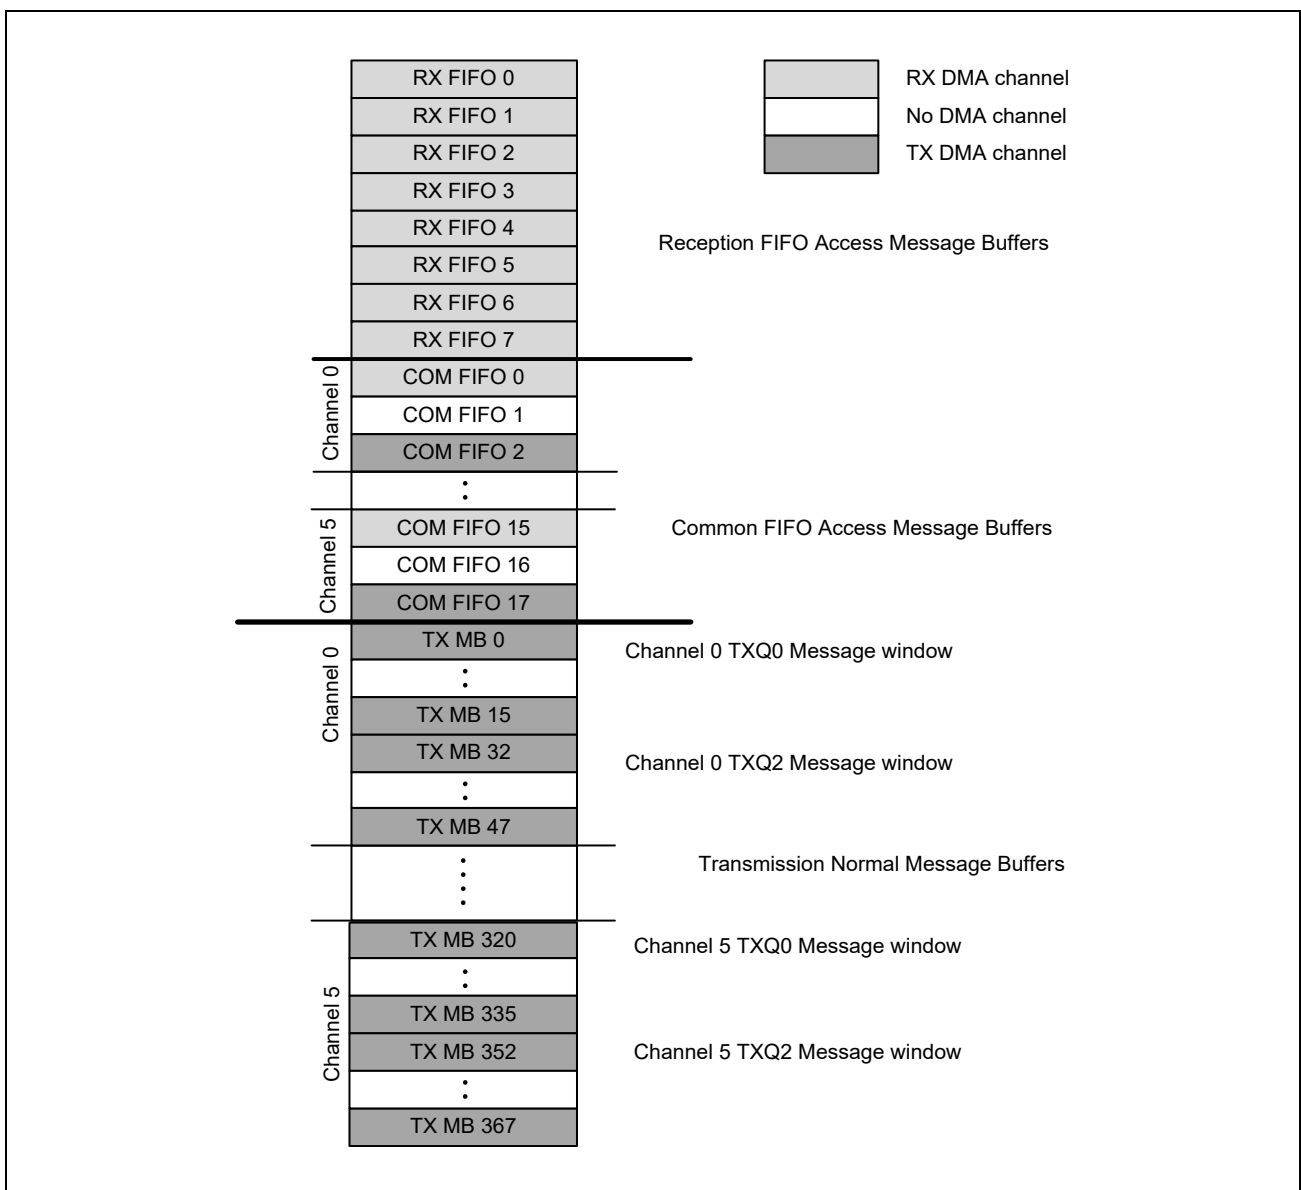 RX FIFO 0
RX FIFO 1
RX FIFO 2
RX FIFO 3
RX FIFO 4
RX FIFO 5
RX FIFO 6
RX FIFO 7
RX DMA channel
No DMA channel
TX DMA channel
Reception FIFO Access Message Buffers
Channel 0
COM FIFO 0
COM FIFO 1
COM FIFO 2
:
Channel 5
COM FIFO 15
COM FIFO 16
COM FIFO 17
Common FIFO Access Message Buffers
Channel 0
TX MB 0
Channel 0 TXQ0 Message window
:
TX MB 15
TX MB 32
Channel 0 TXQ2 Message window
:
TX MB 47
Transmission Normal Message Buffers
:
:
Channel 5
TX MB 320
Channel 5 TXQ0 Message window
:
TX MB 335
TX MB 352
Channel 5 TXQ2 Message window
:
TX MB 367